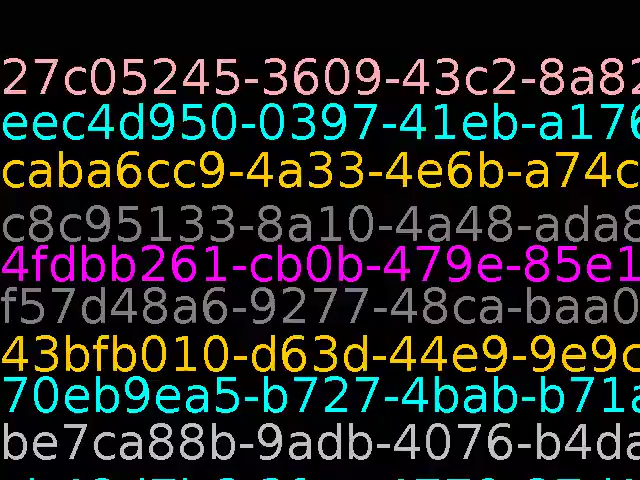 27c05245-3609-43c2-8a82
eec4d950-0397-41eb-a176
caba6cc9-4a33-4e6b-a74c
c8c95133-8a10-4a48-ada8
4fdbb261-cb0b-479e-85e1
f57d48a6-9277-48ca-baa0
43bfb010-d63d-44e9-9e9c
70eb9ea5-b727-4bab-b71a
be7ca88b-9adb-4076-b4da